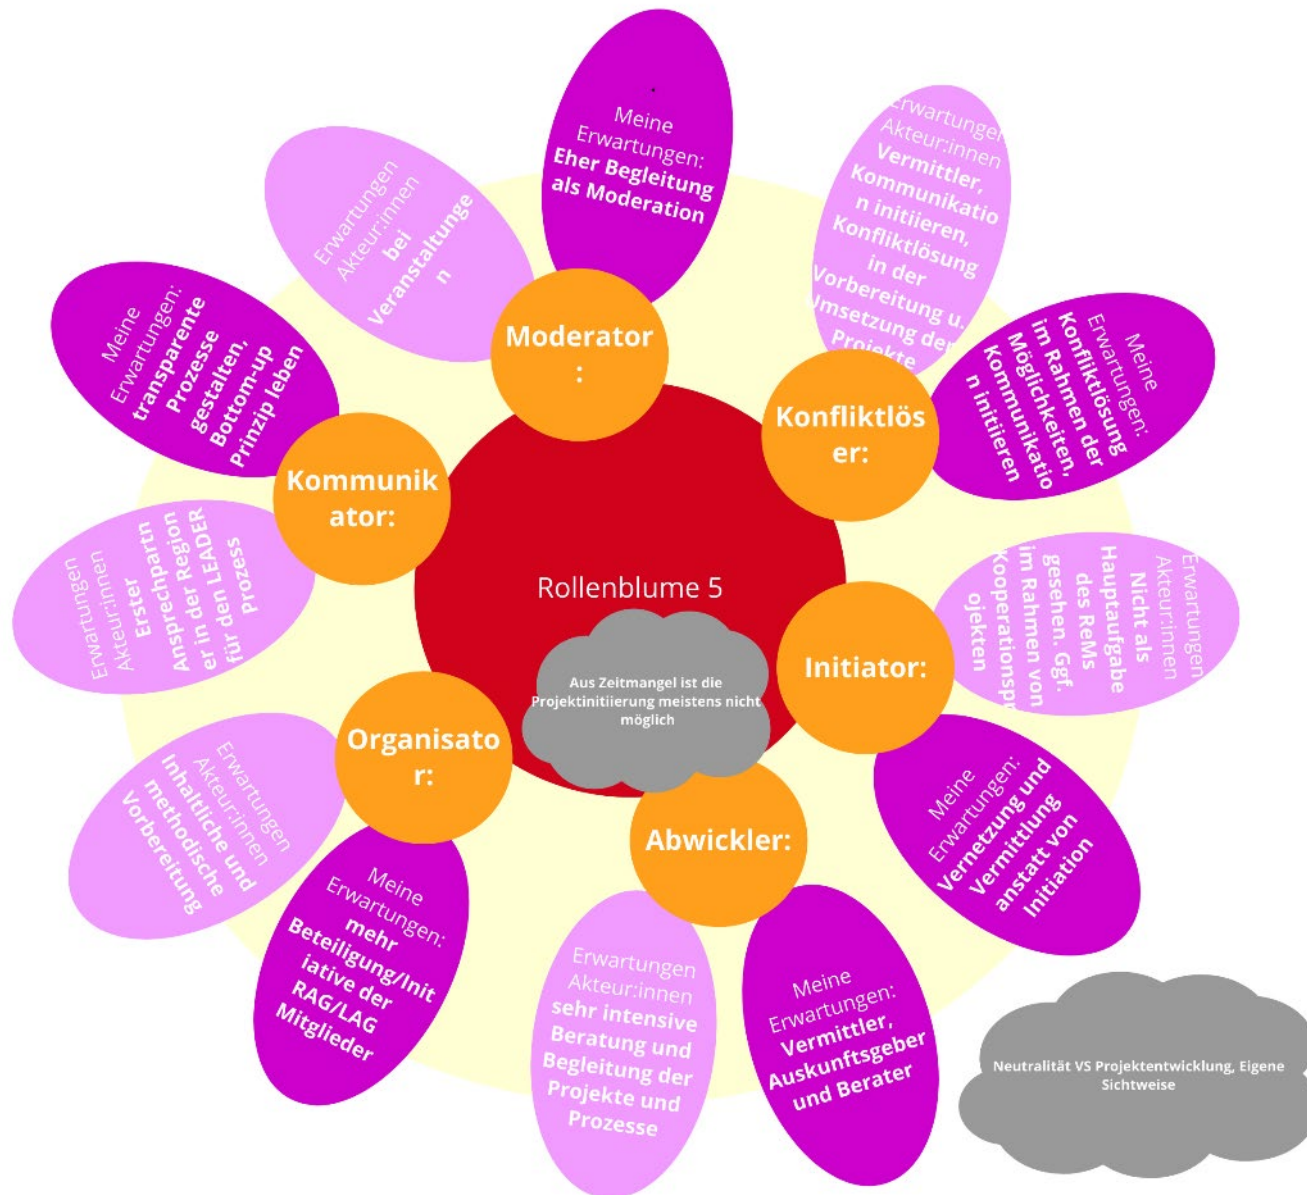 Meine
Erwartungen:
Eher Begleitung
als Moderation
Erwartungen
Akteur:innen
bei
Veranstaltunge
n
Moderator
:
Erwartungen
Akteur:innen
Vermittler,
Kommunikatio
n initiieren,
Konfliktlösung
in der
Vorbereitung u.
Umsetzung der
Projekte
Meine
Erwartungen:
Konfliktlösung
im Rahmen der
Möglichkeiten,
Kommunikatio
n initiieren
Konfliktlös
er:
Meine
Erwartungen:
transparente
Prozesse
gestalten,
Bottom-up
Prinzip leben
Kommunik
ator:
Erwartungen
Akteur:innen
Erster
Ansprechpartn
er in der Region
für den LEADER
Prozess
Rollenblume 5
Aus Zeitmangel ist die
Projektinitiierung meistens nicht
möglich
Erwartungen
Akteur:innen
Nicht als
Hauptaufgabe
des ReMs
gesehen. Ggf.
im Rahmen von
Kooperationspr
ojekten
Initiator:
Meine
Erwartungen:
Vernetzung und
Vermittlung
anstatt von
Initiation
Organisato
r:
Erwartungen
Akteur:innen
Inhaltliche und
methodische
Vorbereitung
Meine
Erwartungen:
mehr
Beteiligung/Init
iative der
RAG/LAG
Mitglieder
Abwickler:
Erwartungen
Akteur:innen
sehr intensive
Beratung und
Begleitung der
Projekte und
Prozesse
Meine
Erwartungen:
Vermittler,
Auskunftsgeber
und Berater
Neutralität VS Projektentwicklung, Eigene
Sichtweise